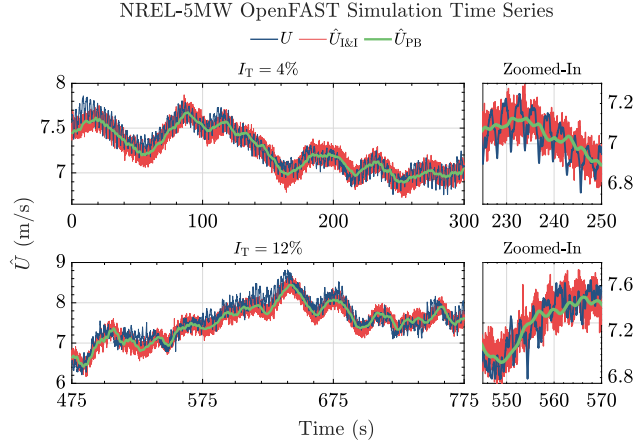 NREL-5MW OpenFAST Simulation Time Series
U Û_I&I Û_PB
I_T = 4% Zoomed-In
8
7.5
7
7.2
7
6.8
0 100 200 300 230 240 250
Û (m/s)
I_T = 12% Zoomed-In
9
8
7
6
7.6
7.2
6.8
475 575 675 775 550 560 570
Time (s)